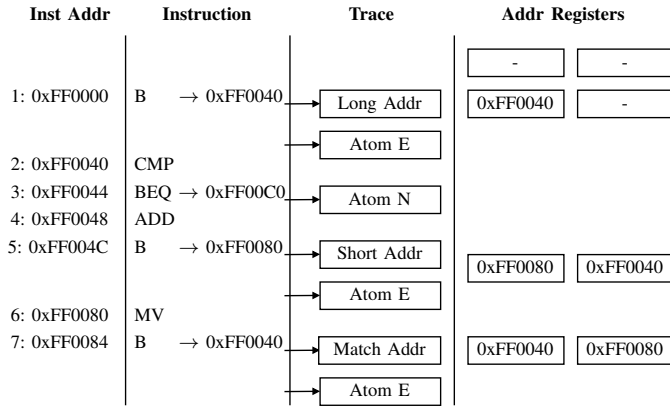 Inst Addr Instruction Trace Addr Registers
- -
1: 0xFF0000 B → 0xFF0040 Long Addr 0xFF0040 -
Atom E
2: 0xFF0040 CMP
3: 0xFF0044 BEQ → 0xFF00C0 Atom N
4: 0xFF0048 ADD
5: 0xFF004C B → 0xFF0080 Short Addr
0xFF0080 0xFF0040
Atom E
6: 0xFF0080 MV
7: 0xFF0084 B → 0xFF0040 Match Addr 0xFF0040 0xFF0080
Atom E